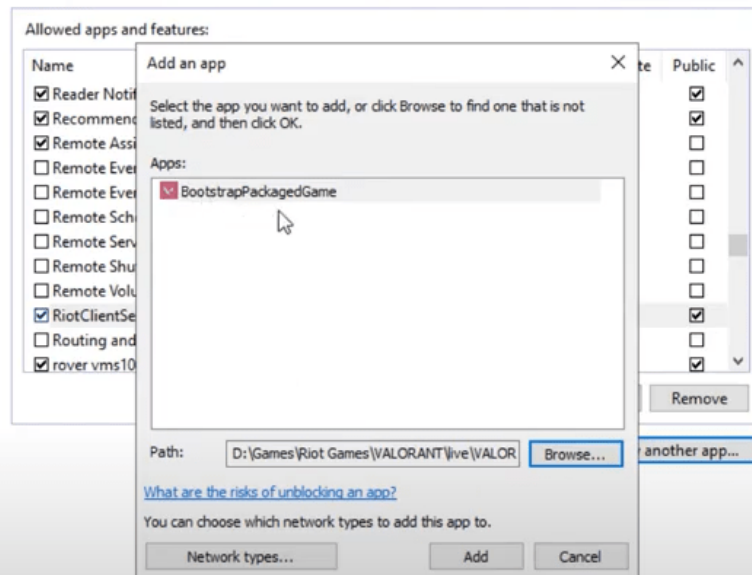 Allowed apps and features:
Name
te
Public
Reader Notif
Recommend
Remote Assi
Remote Ever
Remote Ever
Remote Sch
Remote Serv
Remote Shu
Remote Volu
RiotClientSe
Routing and
rover vms10
Add an app
Select the app you want to add, or click Browse to find one that is not
listed, and then click OK.
Apps:
BootstrapPackagedGame
Path:
D:\Games\Riot Games\VALORANT\live\VALOR
Browse...
What are the risks of unblocking an app?
You can choose which network types to add this app to.
Network types...
Add
Cancel
Remove
another app...